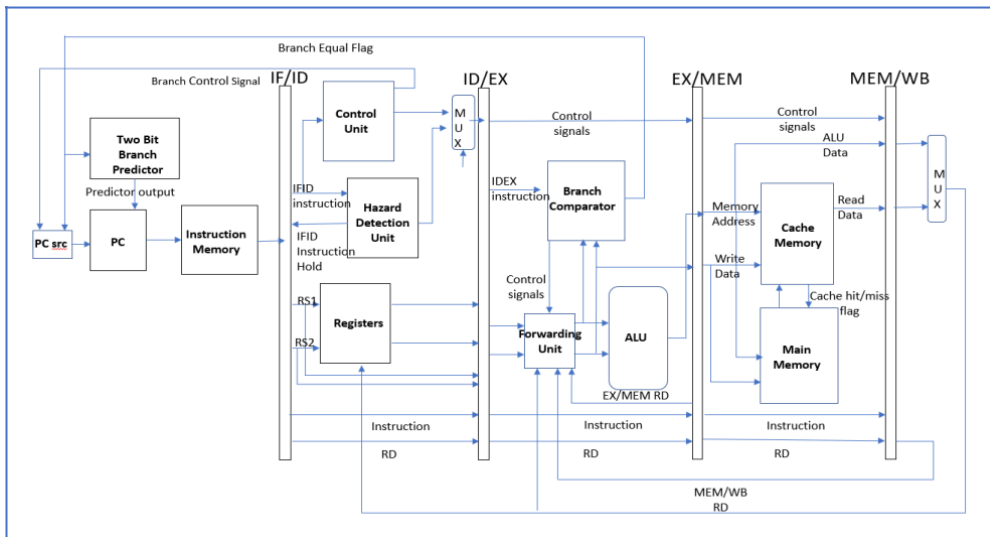 Branch Equal Flag
IF/ID
ID/EX
EX/MEM
MEM/WB
Branch Control Signal
Control
Unit
M
U
X
Control
signals
Control
signals
ALU
Data
M
U
X
Two Bit
Branch
Predictor
Predictor output
IFID
instruction
Hazard
Detection
Unit
IDEX
instruction
Branch
Comparator
Memory
Address
Cache
Memory
Read
Data
PC src
PC
Instruction
Memory
IFID
Instruction
Hold
Control
signals
Write
Data
Cache hit/miss
flag
RS1
RS2
Registers
Forwarding
Unit
ALU
Main
Memory
EX/MEM RD
Instruction
Instruction
Instruction
RD
RD
RD
MEM/WB
RD